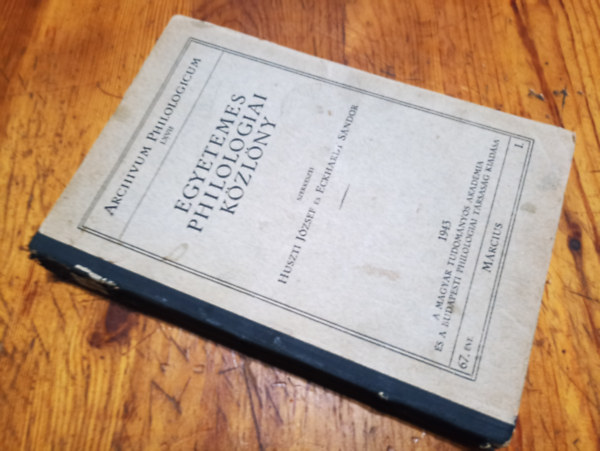 ARCHIVUM PHILOLOGICUM
LXVII
EGYETEMES
PHILOLOGIAI
KÖZLÖNY
SZERKESZTI
HUSZTI JÓZSEF ÉS ECKHARDT SÁNDOR
1943
A MAGYAR TUDOMÁNYOS AKADÉMIA
ÉS A BUDAPESTI PHILOLOGIAI TÁRSASÁG KIADÁSA
67. ÉVF.
MÁRCIUS
1.